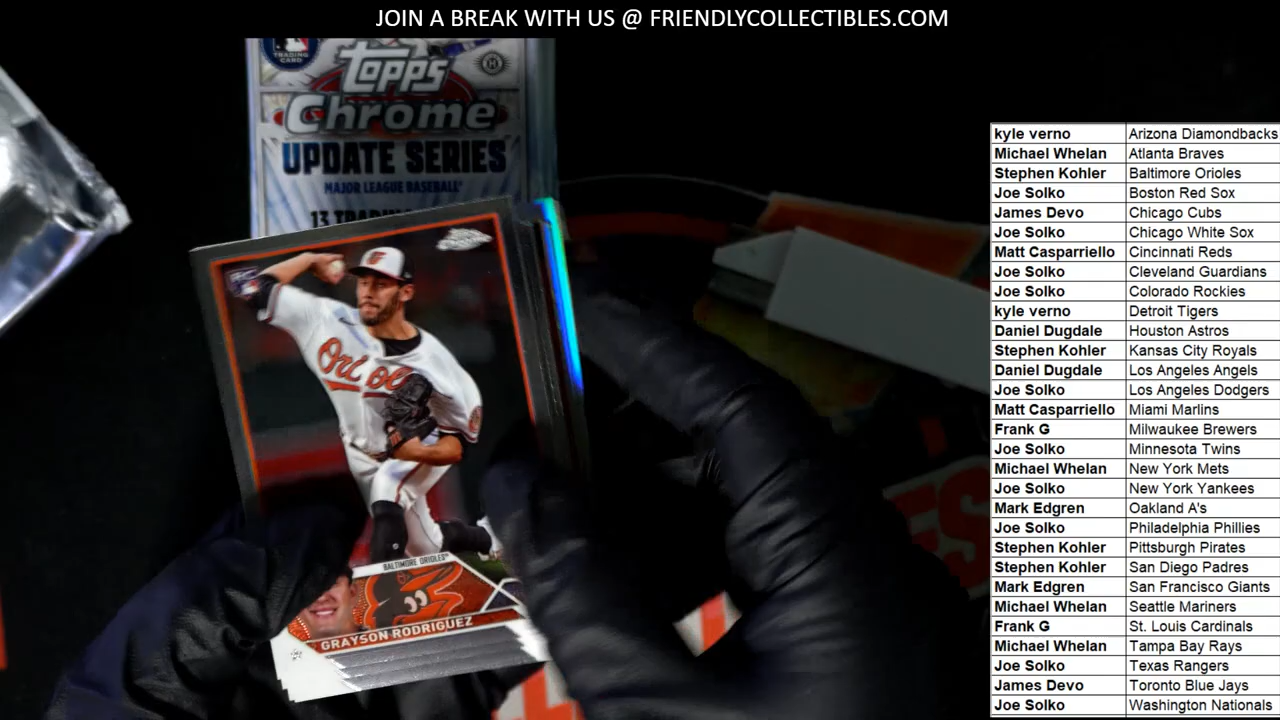 JOIN A BREAK WITH US @ FRIENDLYCOLLECTIBLES.COM
TRADING
CARD
Topps
Chrome
UPDATE SERIES
MAJOR LEAGUE BASEBALL
RC
Orioles
BALTIMORE ORIOLES
GRAYSON RODRIGUEZ
kyle verno Arizona Diamondbacks
Michael Whelan Atlanta Braves
Stephen Kohler Baltimore Orioles
Joe Solko Boston Red Sox
James Devo Chicago Cubs
Joe Solko Chicago White Sox
Matt Casparriello Cincinnati Reds
Joe Solko Cleveland Guardians
Joe Solko Colorado Rockies
kyle verno Detroit Tigers
Daniel Dugdale Houston Astros
Stephen Kohler Kansas City Royals
Daniel Dugdale Los Angeles Angels
Joe Solko Los Angeles Dodgers
Matt Casparriello Miami Marlins
Frank G Milwaukee Brewers
Joe Solko Minnesota Twins
Michael Whelan New York Mets
Joe Solko New York Yankees
Mark Edgren Oakland A's
Joe Solko Philadelphia Phillies
Stephen Kohler Pittsburgh Pirates
Stephen Kohler San Diego Padres
Mark Edgren San Francisco Giants
Michael Whelan Seattle Mariners
Frank G St. Louis Cardinals
Michael Whelan Tampa Bay Rays
Joe Solko Texas Rangers
James Devo Toronto Blue Jays
Joe Solko Washington Nationals